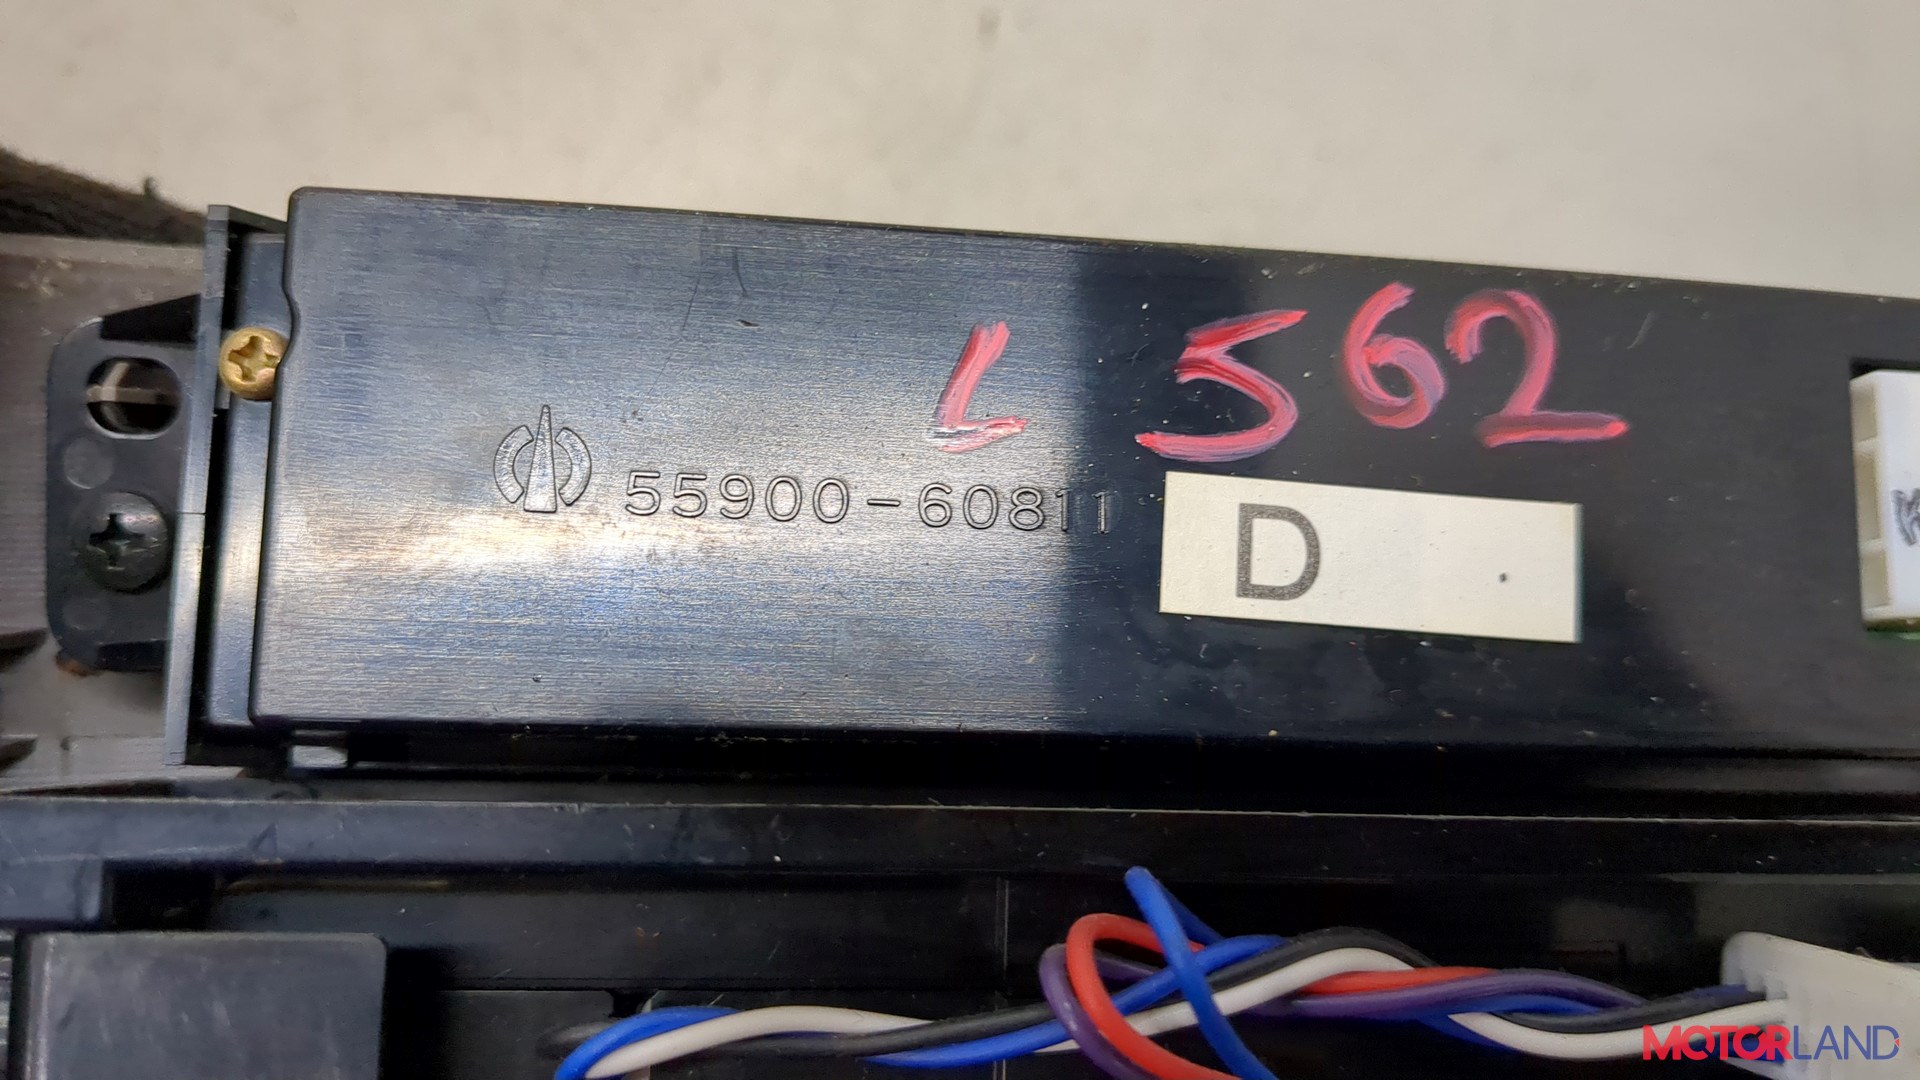 L 562
55900-60811
D
MOTORLAND